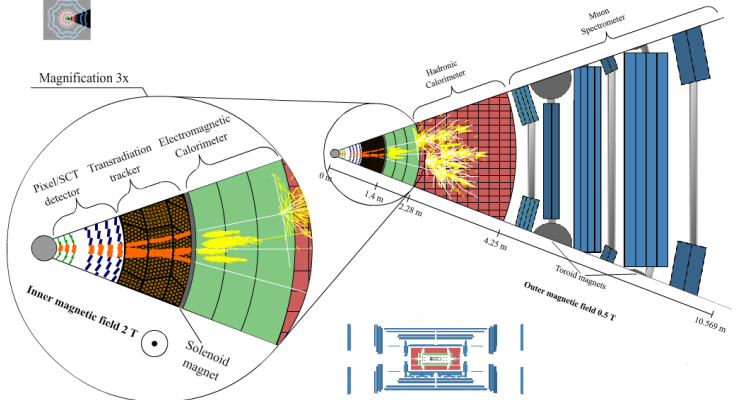 Magnification 3x
Pixel/SCT
detector
Transradiation
tracker
Electromagnetic
Calorimeter
Hadronic
Calorimeter
Muon
Spectrometer
0 m
1.4 m
2.28 m
4.25 m
10.569 m
Toroid magnets
Outer magnetic field 0.5 T
Inner magnetic field 2 T
Solenoid
magnet